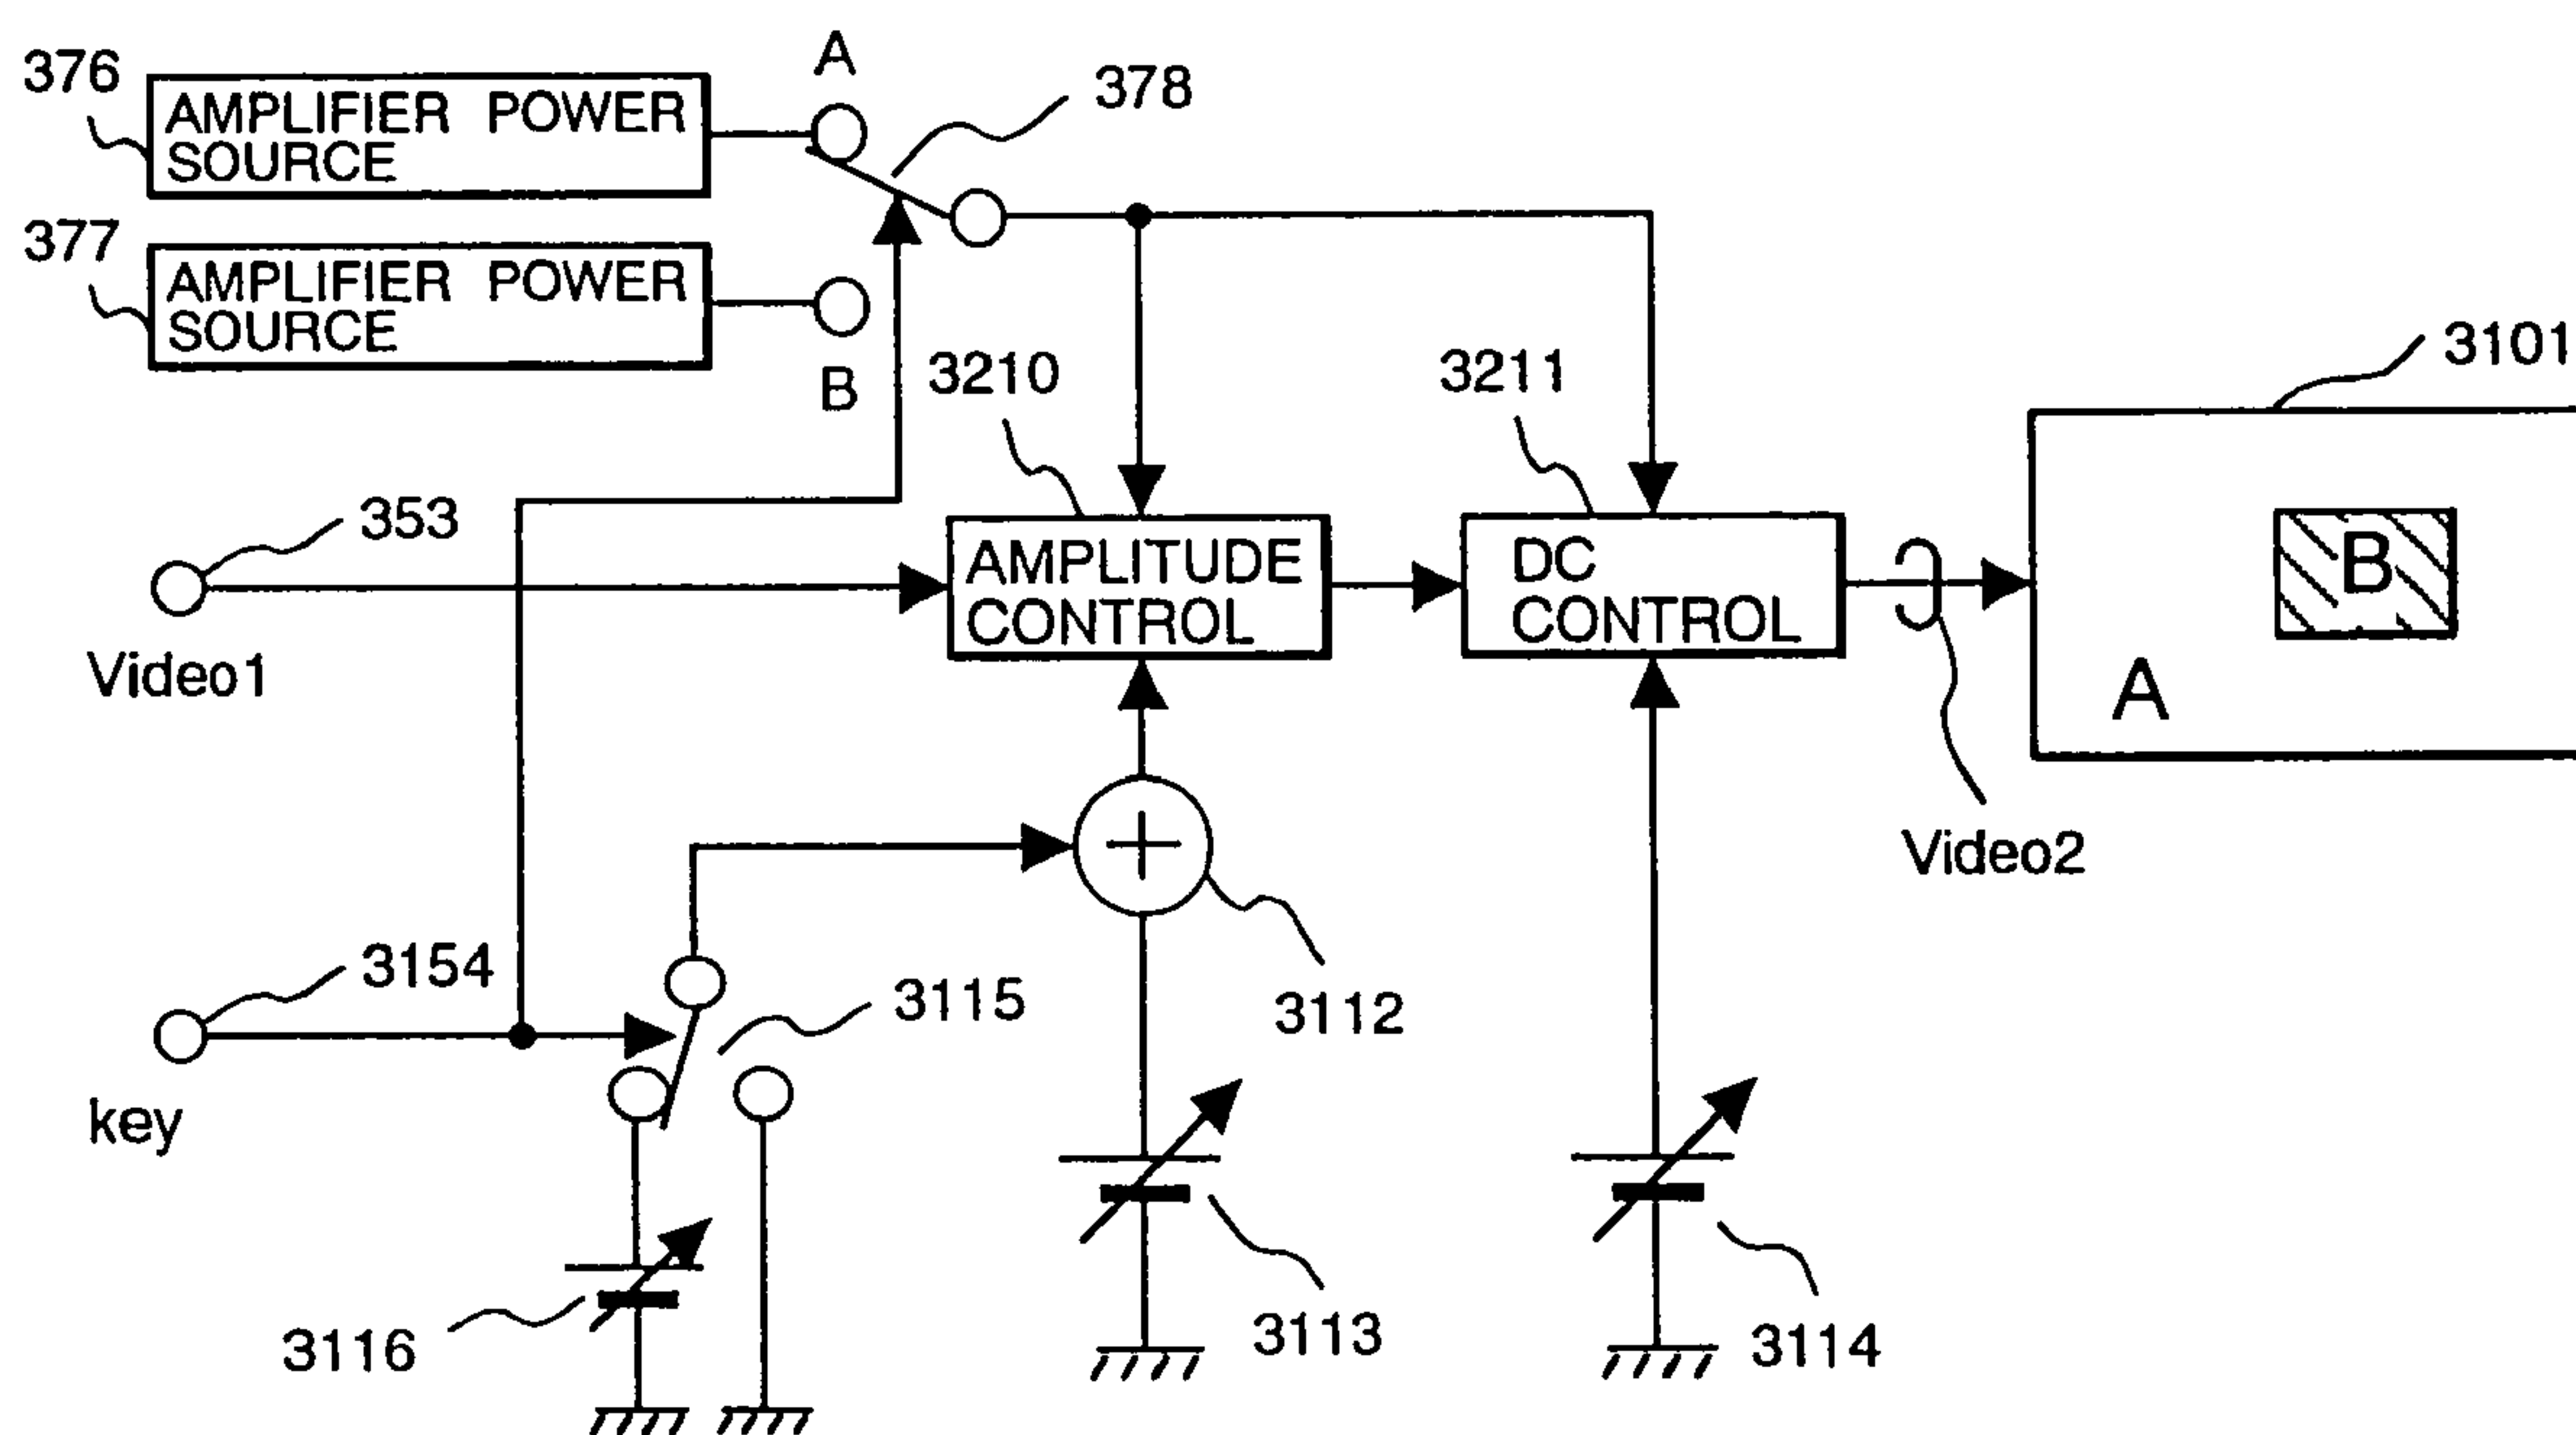 376
AMPLIFIER POWER
SOURCE
A
378
377
AMPLIFIER POWER
SOURCE
B
3210
3211
3101
353
Video1
AMPLITUDE
CONTROL
DC
CONTROL
B
A
Video2
3154
key
3115
3112
3116
3113
3114